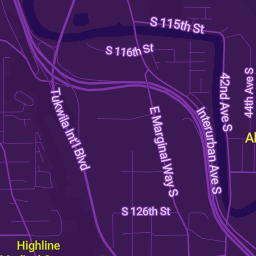 S 115th St
S 116th St
42nd Ave S
44th Ave S
Tukwila Int'l Blvd
E Marginal Way S
Interurban Ave S
S 126th St
Highline